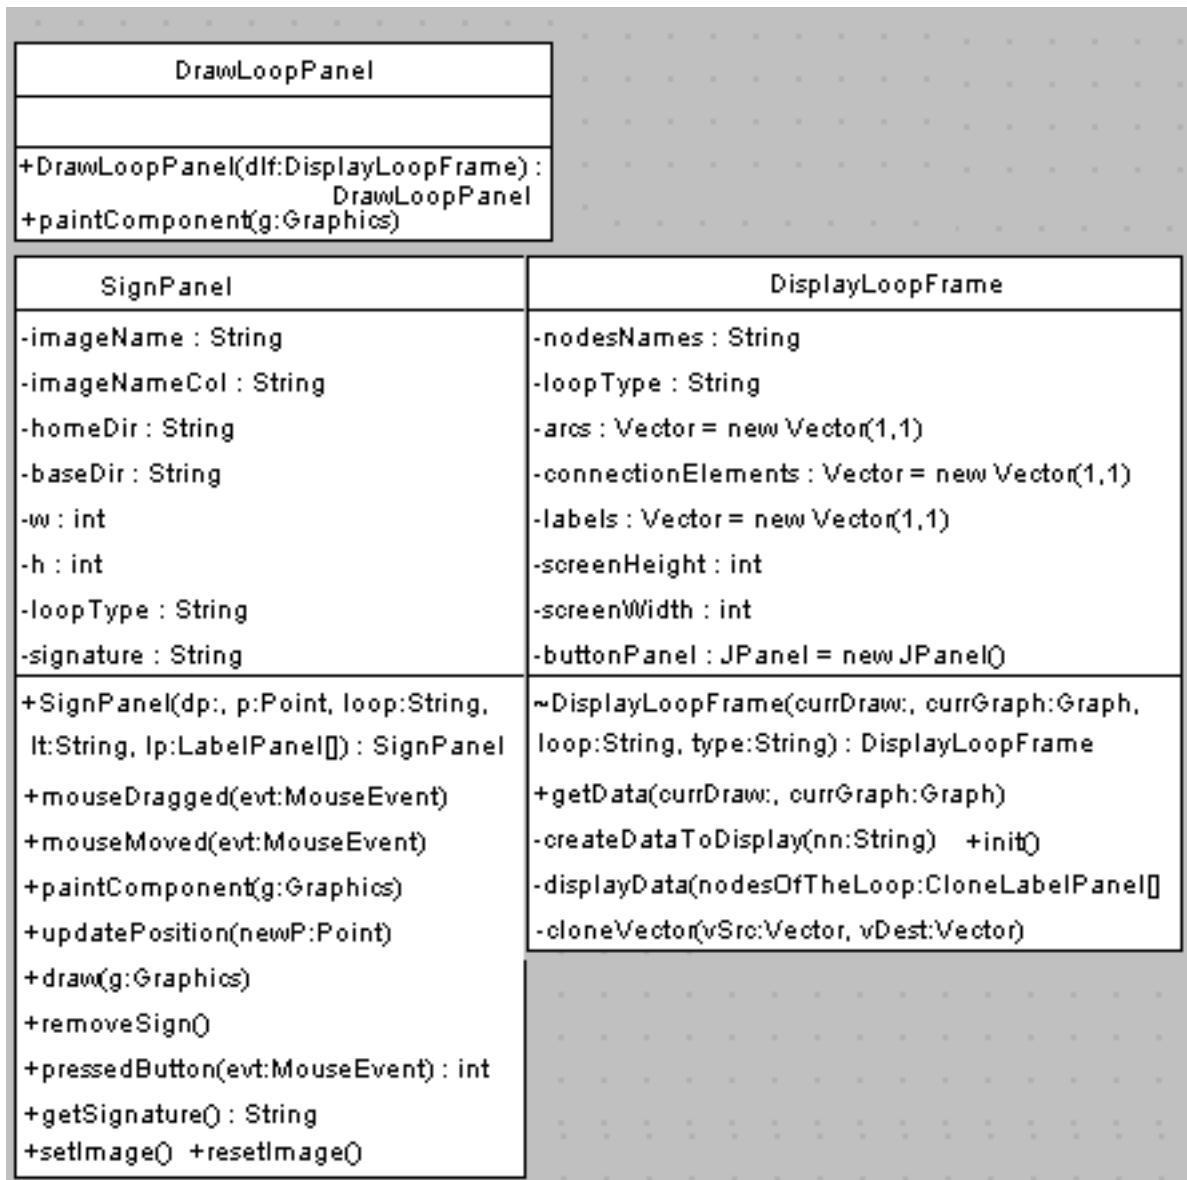 DrawLoopPanel
+DrawLoopPanel(dlf:DisplayLoopFrame) :
DrawLoopPanel
+paintComponent(g:Graphics)
SignPanel
-imageName : String
-imageNameCol : String
-homeDir : String
-baseDir : String
-w : int
-h : int
-loopType : String
-signature : String
+SignPanel(dp:, p:Point, loop:String,
lt:String, lp:LabelPanel[]) : SignPanel
+mouseDragged(evt:MouseEvent)
+mouseMoved(evt:MouseEvent)
+paintComponent(g:Graphics)
+updatePosition(newP:Point)
+draw(g:Graphics)
+removeSign()
+pressedButton(evt:MouseEvent) : int
+getSignature() : String
+setImage() +resetImage()
DisplayLoopFrame
-nodesNames : String
-loopType : String
-arcs : Vector = new Vector(1,1)
-connectionElements : Vector = new Vector(1,1)
-labels : Vector = new Vector(1,1)
-screenHeight : int
-screenWidth : int
-buttonPanel : JPanel = new JPanel()
~DisplayLoopFrame(currDraw:, currGraph:Graph,
loop:String, type:String) : DisplayLoopFrame
+getData(currDraw:, currGraph:Graph)
-createDataToDisplay(nn:String) +init()
-displayData(nodesOfTheLoop:CloneLabelPanel[]
-cloneVector(vSrc:Vector, vDest:Vector)